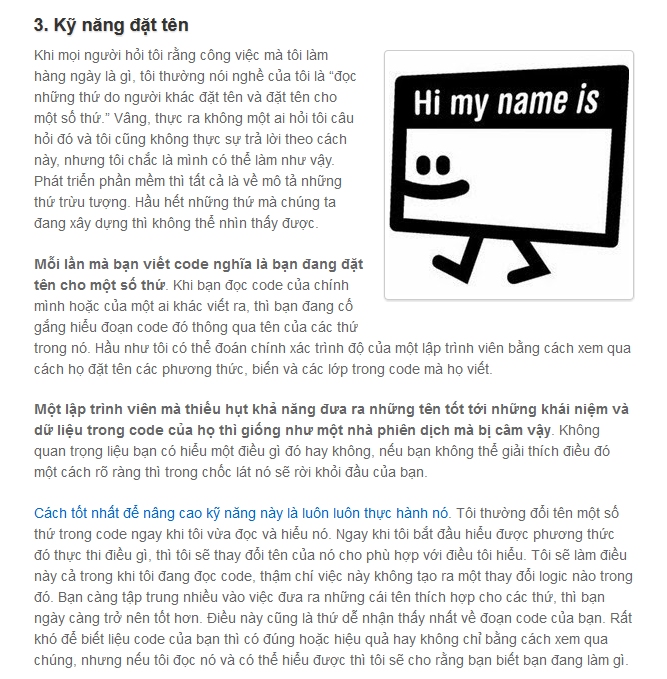 3. Kỹ năng đặt tên
Khi mọi người hỏi tôi rằng công việc mà tôi làm
hàng ngày là gì, tôi thường nói nghề của tôi là “đọc
những thứ do người khác đặt tên và đặt tên cho
một số thứ.” Vâng, thực ra không một ai hỏi tôi câu
hỏi đó và tôi cũng không thực sự trả lời theo cách
này, nhưng tôi chắc là mình có thể làm như vậy.
Phát triển phần mềm thì tất cả là về mô tả những
thứ trừu tượng. Hầu hết những thứ mà chúng ta
đang xây dựng thì không thể nhìn thấy được.
Hi my name is
Mỗi lần mà bạn viết code nghĩa là bạn đang đặt
tên cho một số thứ. Khi bạn đọc code của chính
mình hoặc của một ai khác viết ra, thì bạn đang cố
gắng hiểu đoạn code đó thông qua tên của các thứ
trong nó. Hầu như tôi có thể đoán chính xác trình độ của một lập trình viên bằng cách xem qua
cách họ đặt tên các phương thức, biến và các lớp trong code mà họ viết.
Một lập trình viên mà thiếu hụt khả năng đưa ra những tên tốt tới những khái niệm và
dữ liệu trong code của họ thì giống như một nhà phiên dịch mà bị câm vậy. Không
quan trọng liệu bạn có hiểu một điều gì đó hay không, nếu bạn không thể giải thích điều đó
một cách rõ ràng thì trong chốc lát nó sẽ rời khỏi đầu của bạn.
Cách tốt nhất để nâng cao kỹ năng này là luôn luôn thực hành nó. Tôi thường đổi tên một số
thứ trong code ngay khi tôi vừa đọc và hiểu nó. Ngay khi tôi bắt đầu hiểu được phương thức
đó thực thi điều gì, thì tôi sẽ thay đổi tên của nó cho phù hợp với điều tôi hiểu. Tôi sẽ làm điều
này cả trong khi tôi đang đọc code, thậm chí việc này không tạo ra một thay đổi logic nào trong
đó. Bạn càng tập trung nhiều vào việc đưa ra những cái tên thích hợp cho các thứ, thì bạn
ngày càng trở nên tốt hơn. Điều này cũng là thứ dễ nhận thấy nhất về đoạn code của bạn. Rất
khó để biết liệu code của bạn thì có đúng hoặc hiệu quả hay không chỉ bằng cách xem qua
chúng, nhưng nếu tôi đọc nó và có thể hiểu được thì tôi sẽ cho rằng bạn biết bạn đang làm gì.